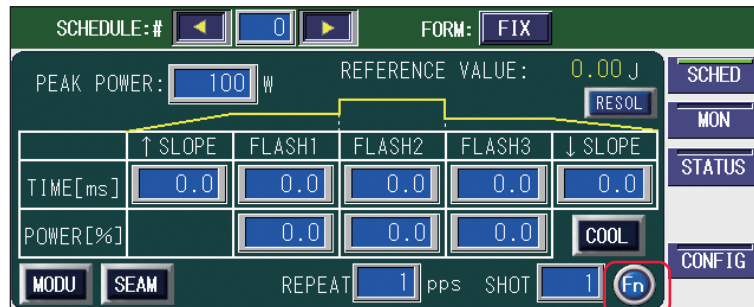 SCHEDULE:# 0 FORM: FIX
PEAK POWER: 100 W REFERENCE VALUE: 0.00 J
RESOL
↑ SLOPE FLASH1 FLASH2 FLASH3 ↓ SLOPE
TIME[ms] 0.0 0.0 0.0 0.0 0.0
POWER[%] 0.0 0.0 0.0 COOL
MODU SEAM REPEAT 1 pps SHOT 1 Fn
SCHED
MON
STATUS
CONFIG